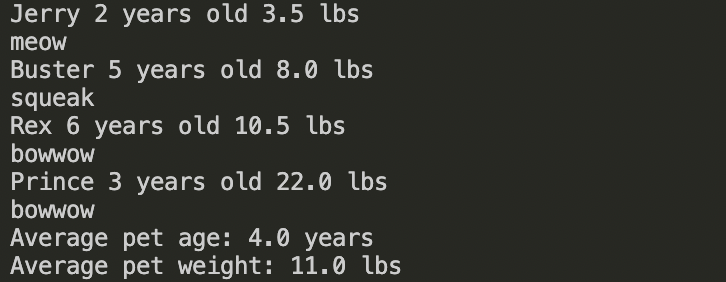 Jerry 2 years old 3.5 lbs
meow
Buster 5 years old 8.0 lbs
squeak
Rex 6 years old 10.5 lbs
bowwow
Prince 3 years old 22.0 lbs
bowwow
Average pet age: 4.0 years
Average pet weight: 11.0 lbs